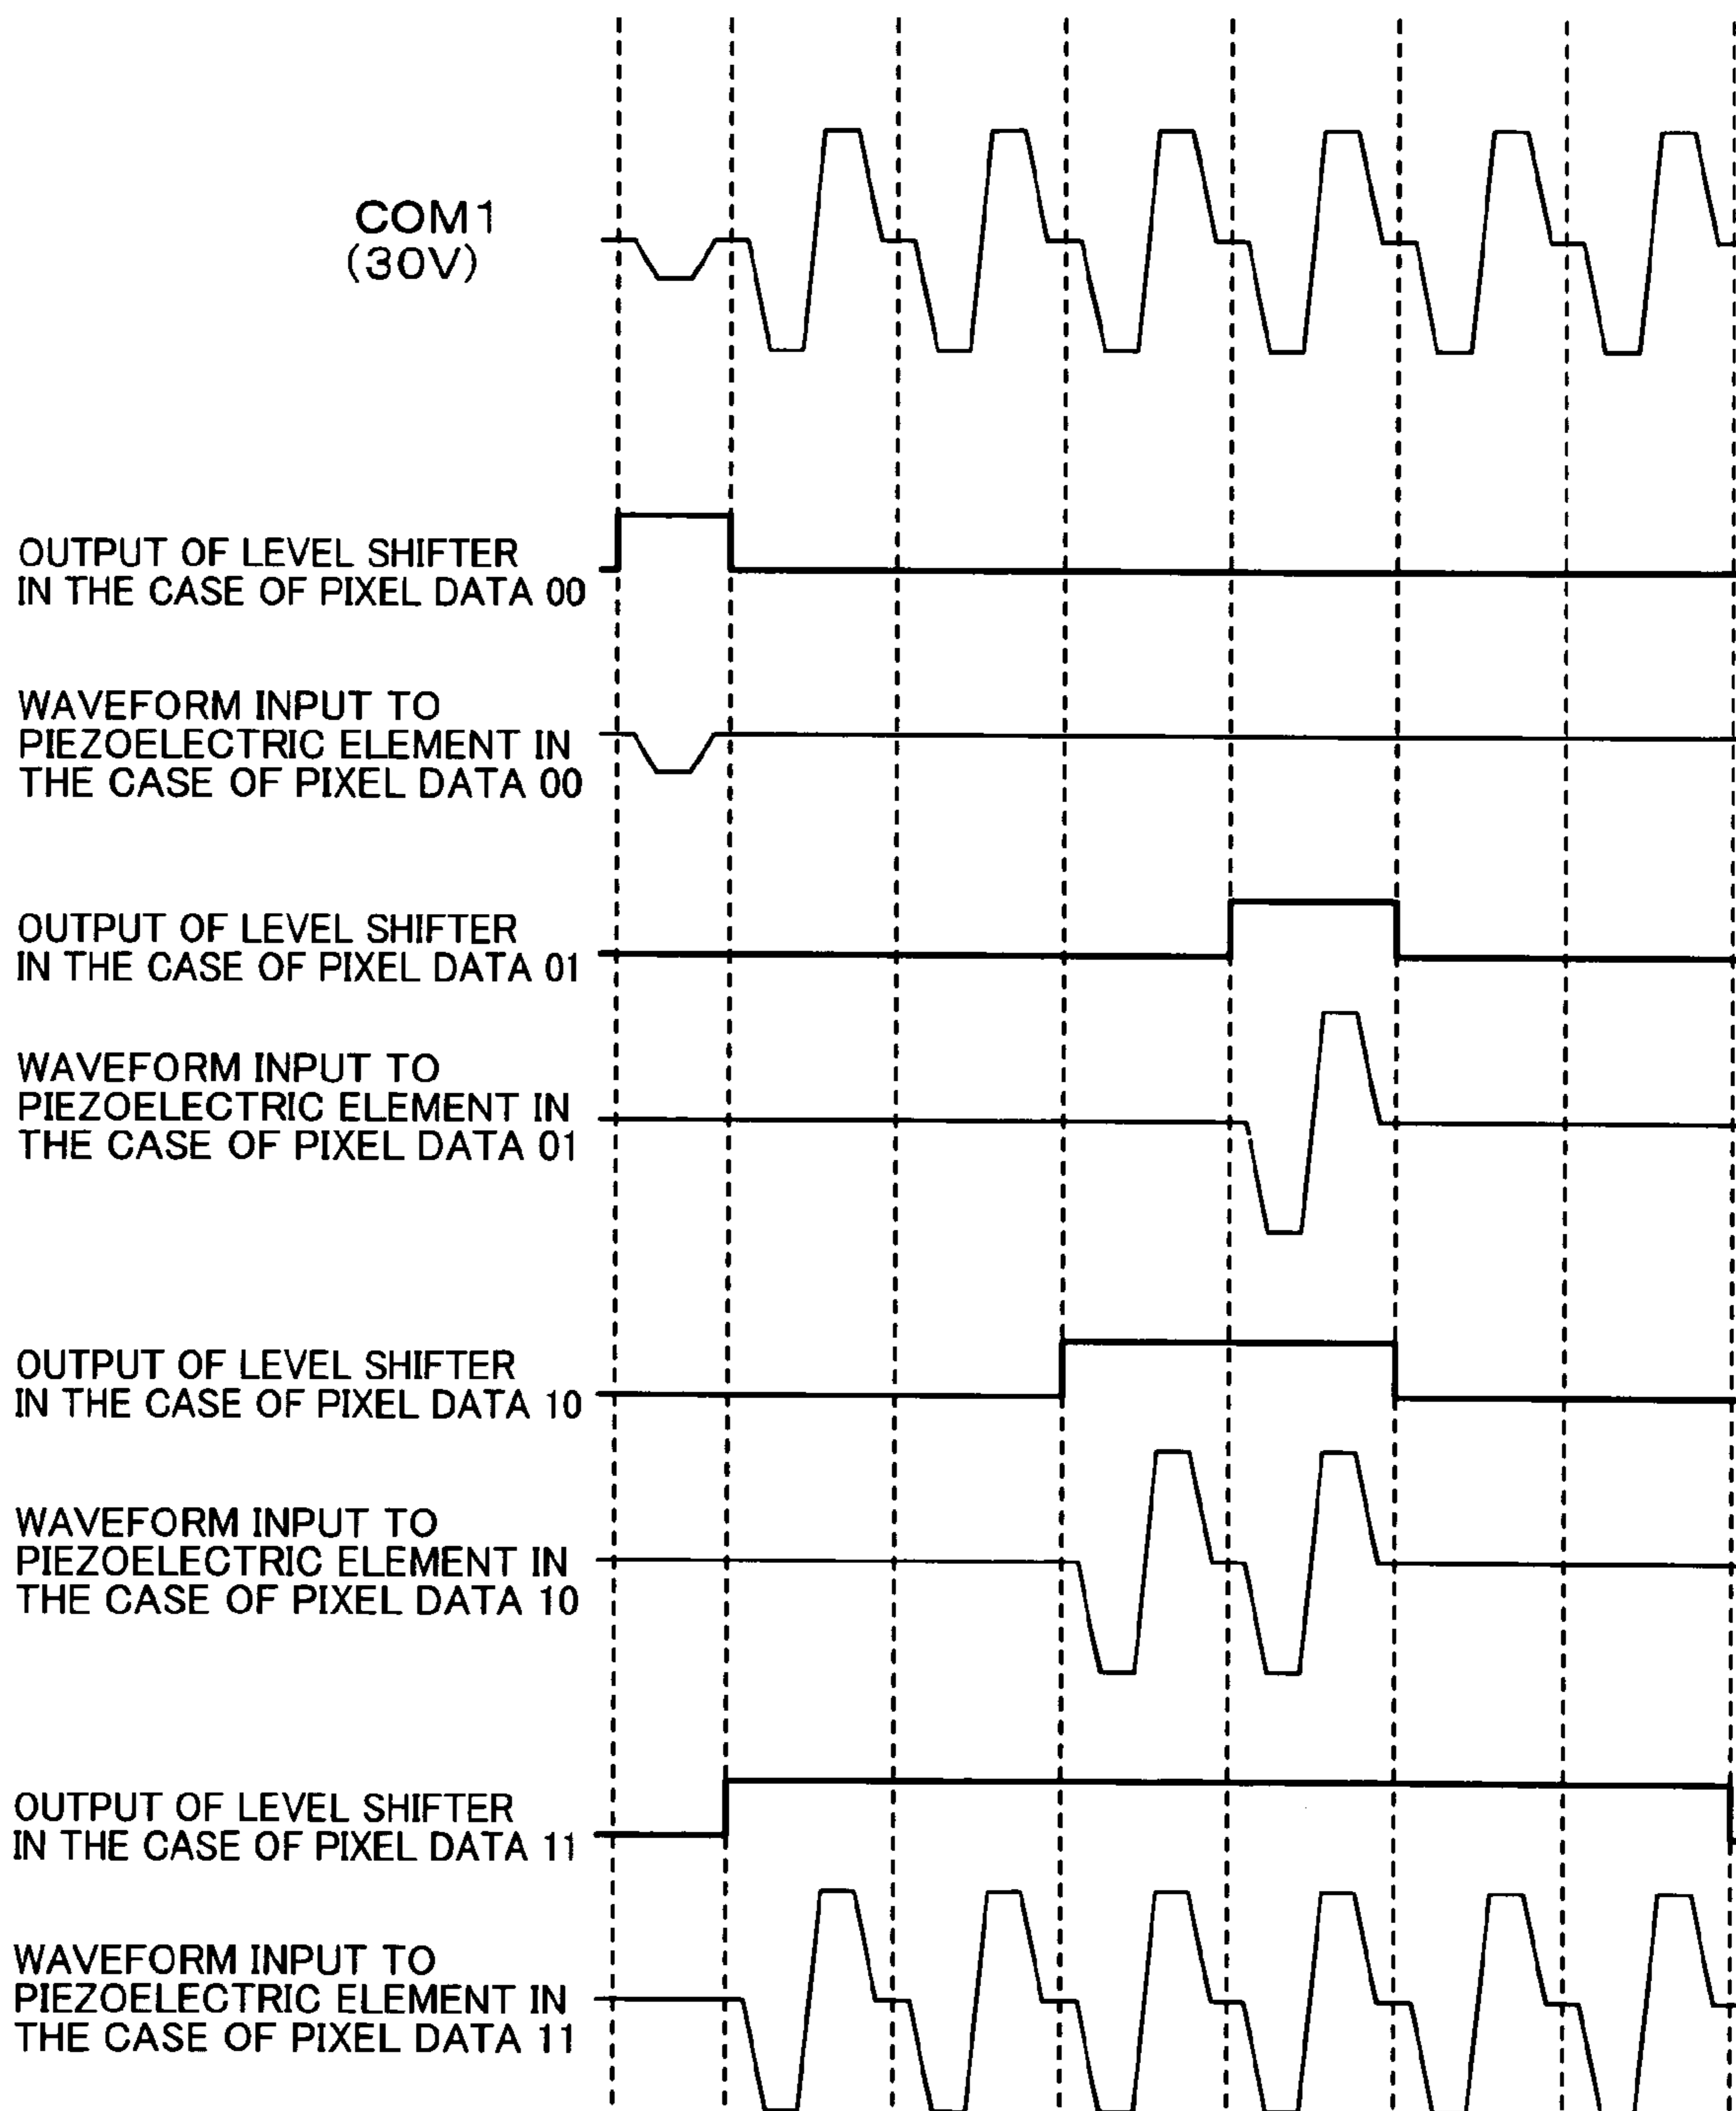 COM1
(30V)
OUTPUT OF LEVEL SHIFTER
IN THE CASE OF PIXEL DATA 00
WAVEFORM INPUT TO
PIEZOELECTRIC ELEMENT IN
THE CASE OF PIXEL DATA 00
OUTPUT OF LEVEL SHIFTER
IN THE CASE OF PIXEL DATA 01
WAVEFORM INPUT TO
PIEZOELECTRIC ELEMENT IN
THE CASE OF PIXEL DATA 01
OUTPUT OF LEVEL SHIFTER
IN THE CASE OF PIXEL DATA 10
WAVEFORM INPUT TO
PIEZOELECTRIC ELEMENT IN
THE CASE OF PIXEL DATA 10
OUTPUT OF LEVEL SHIFTER
IN THE CASE OF PIXEL DATA 11
WAVEFORM INPUT TO
PIEZOELECTRIC ELEMENT IN
THE CASE OF PIXEL DATA 11